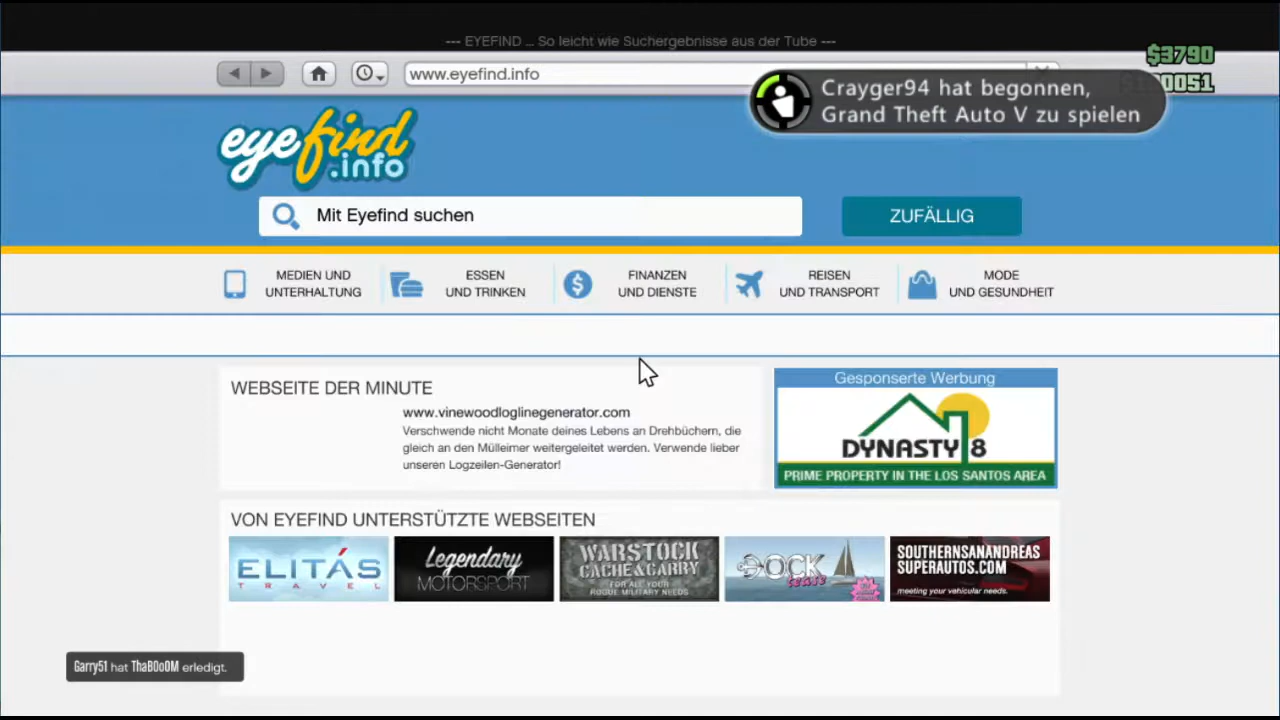 --- EYEFIND ... So leicht wie Suchergebnisse aus der Tube ---
www.eyefind.info
$3790
0051
Crayger94 hat begonnen,
Grand Theft Auto V zu spielen
eyefind
.info
Mit Eyefind suchen
ZUFÄLLIG
MEDIEN UND
UNTERHALTUNG
ESSEN
UND TRINKEN
FINANZEN
UND DIENSTE
REISEN
UND TRANSPORT
MODE
UND GESUNDHEIT
WEBSEITE DER MINUTE
www.vinewoodloglinegenerator.com
Verschwende nicht Monate deines Lebens an Drehbüchern, die
gleich an den Mülleimer weitergeleitet werden. Verwende lieber
unseren Logzeilen-Generator!
Gesponserte Werbung
DYNASTY 8
PRIME PROPERTY IN THE LOS SANTOS AREA
VON EYEFIND UNTERSTÜTZTE WEBSEITEN
ELITÁS
TRAVEL
Legendary
MOTORSPORT
WARSTOCK
CACHE & CARRY
FOR ALL YOUR
ROGUE MILITARY NEEDS
DOCK
tease
SOUTHERNSANANDREAS
SUPERAUTOS.COM
meeting your vehicular needs.
Garry51 hat ThaBOoOM erledigt.